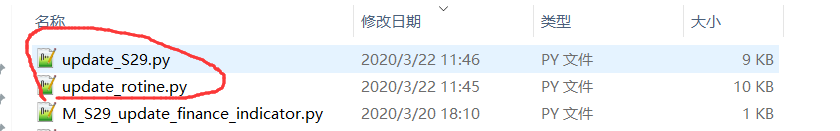 名称 修改日期 类型 大小
update_S29.py 2020/3/22 11:46 PY 文件 9 KB
update_rotine.py 2020/3/22 11:45 PY 文件 10 KB
M_S29_update_finance_indicator.py 2020/3/20 18:10 PY 文件 1 KB